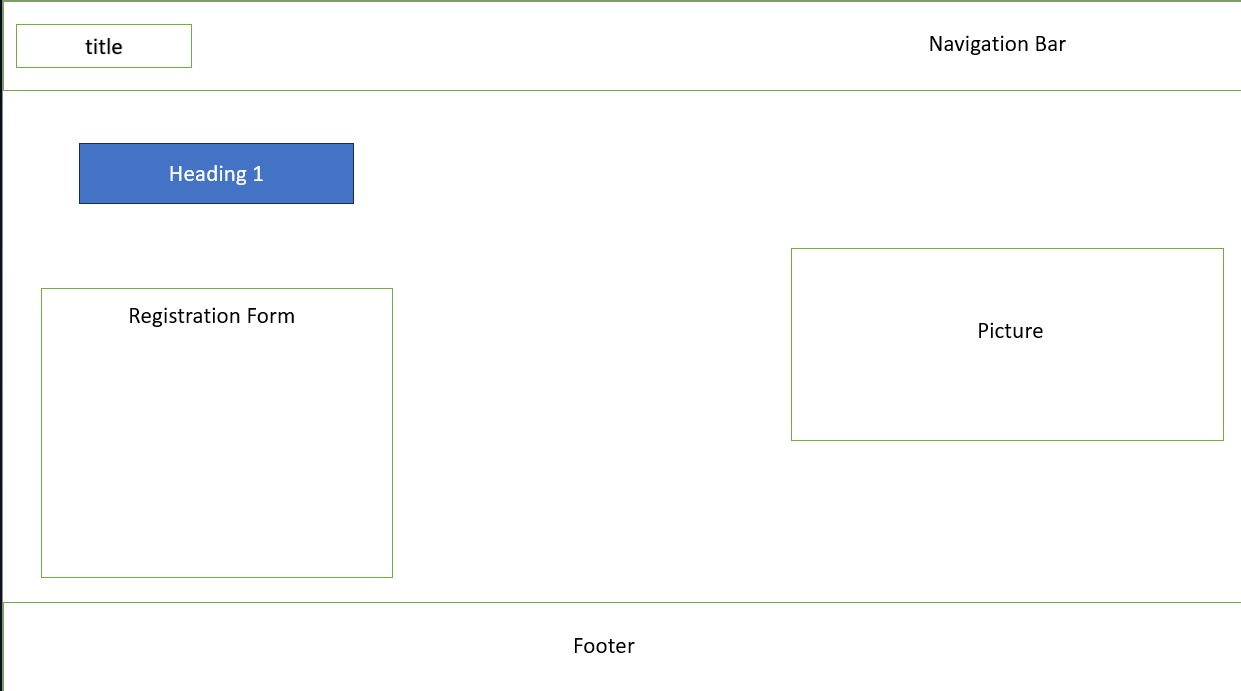 title
Navigation Bar
Heading 1
Registration Form
Picture
Footer